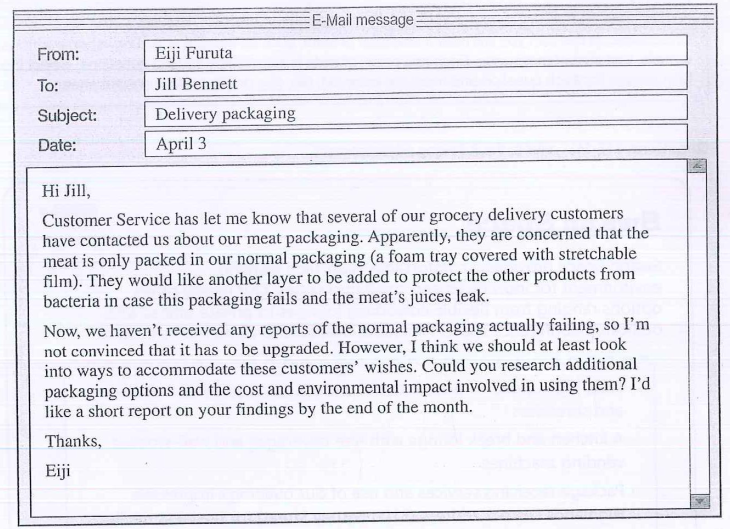 E-Mail message
From: Eiji Furuta
To: Jill Bennett
Subject: Delivery packaging
Date: April 3
Hi Jill,
Customer Service has let me know that several of our grocery delivery customers
have contacted us about our meat packaging. Apparently, they are concerned that the
meat is only packed in our normal packaging (a foam tray covered with stretchable
film). They would like another layer to be added to protect the other products from
bacteria in case this packaging fails and the meat's juices leak.
Now, we haven't received any reports of the normal packaging actually failing, so I'm
not convinced that it has to be upgraded. However, I think we should at least look
into ways to accommodate these customers' wishes. Could you research additional
packaging options and the cost and environmental impact involved in using them? I'd
like a short report on your findings by the end of the month.
Thanks,
Eiji